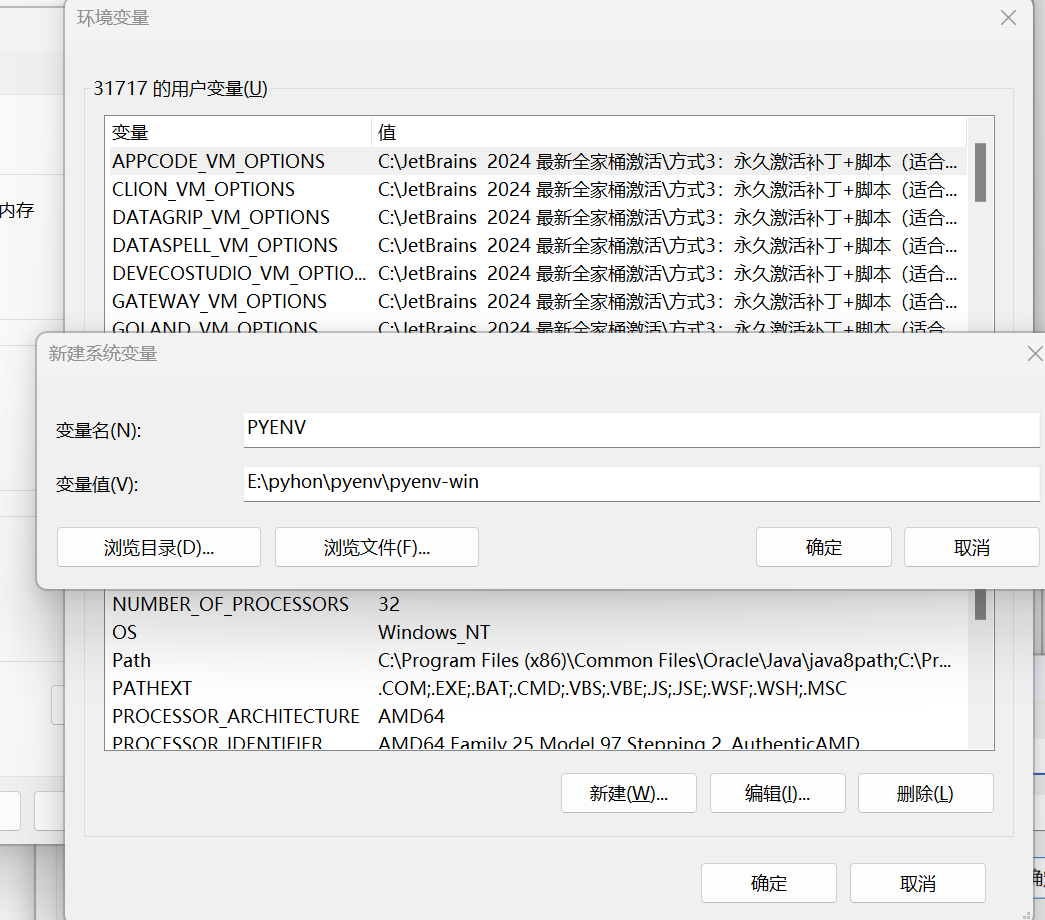 环境变量
31717 的用户变量(U)
变量 值
APPCODE_VM_OPTIONS C:\JetBrains 2024 最新全家桶激活\方式3：永久激活补丁+脚本（适合...
CLION_VM_OPTIONS C:\JetBrains 2024 最新全家桶激活\方式3：永久激活补丁+脚本（适合...
内存
DATAGRIP_VM_OPTIONS C:\JetBrains 2024 最新全家桶激活\方式3：永久激活补丁+脚本（适合...
DATASPELL_VM_OPTIONS C:\JetBrains 2024 最新全家桶激活\方式3：永久激活补丁+脚本（适合...
DEVECOSTUDIO_VM_OPTIO... C:\JetBrains 2024 最新全家桶激活\方式3：永久激活补丁+脚本（适合...
GATEWAY_VM_OPTIONS C:\JetBrains 2024 最新全家桶激活\方式3：永久激活补丁+脚本（适合...
GOLAND_VM_OPTIONS C:\JetBrains 2024 最新全家桶激活\方式3：永久激活补丁+脚本（适合
新建系统变量
变量名(N): PYENV
变量值(V): E:\pyhon\pyenv\pyenv-win
浏览目录(D)... 浏览文件(F)... 确定 取消
NUMBER_OF_PROCESSORS 32
OS Windows_NT
Path C:\Program Files (x86)\Common Files\Oracle\Java\java8path;C:\Pr...
PATHEXT .COM;.EXE;.BAT;.CMD;.VBS;.VBE;.JS;.JSE;.WSF;.WSH;.MSC
PROCESSOR_ARCHITECTURE AMD64
PROCESSOR_IDENTIFIER AMD64 Family 25 Model 97 Stepping 2, AuthenticAMD
新建(W)... 编辑(I)... 删除(L)
确定 取消